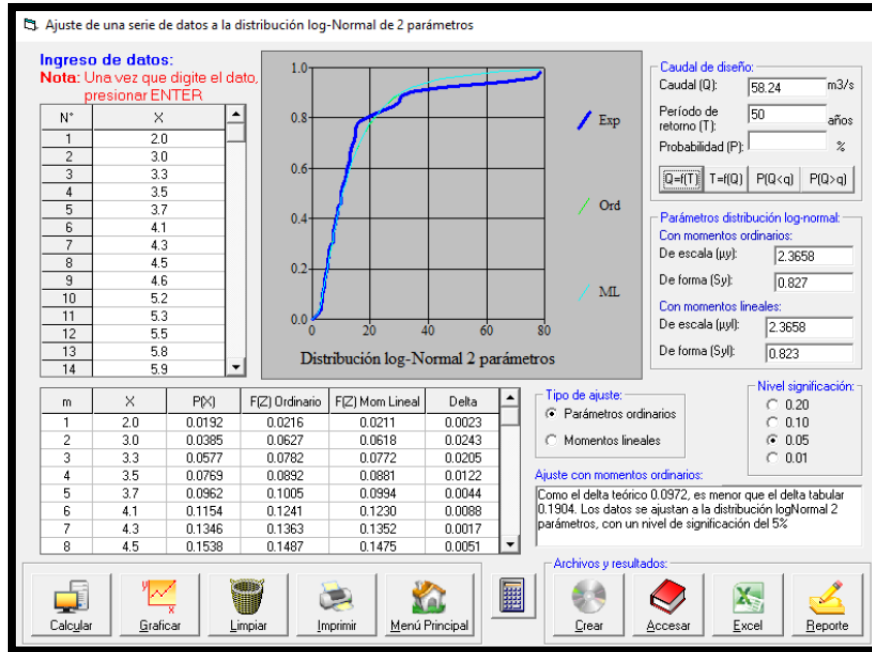 Ajuste de una serie de datos a la distribución log-Normal de 2 parámetros
Ingreso de datos:
Nota: Una vez que digite el dato,
presionar ENTER
N° X
1 2.0
2 3.0
3 3.3
4 3.5
5 3.7
6 4.1
7 4.3
8 4.5
9 4.6
10 5.2
11 5.3
12 5.5
13 5.8
14 5.9
1.0
0.8
0.6
0.4
0.2
0.0
0 20 40 60 80
Exp
Ord
ML
Distribución log-Normal 2 parámetros
Caudal de diseño:
Caudal (Q): 58.24 m3/s
Período de
retorno (T): 50 años
Probabilidad (P): %
Q=f(T) T=f(Q) P(Q<q) P(Q>q)
Parámetros distribución log-normal:
Con momentos ordinarios:
De escala (µy): 2.3658
De forma (Sy): 0.827
Con momentos lineales:
De escala (µyl): 2.3658
De forma (Syl): 0.823
m X P(X) F(Z) Ordinario F(Z) Mom Lineal Delta
1 2.0 0.0192 0.0216 0.0211 0.0023
2 3.0 0.0385 0.0627 0.0618 0.0243
3 3.3 0.0577 0.0782 0.0772 0.0205
4 3.5 0.0769 0.0892 0.0881 0.0122
5 3.7 0.0962 0.1005 0.0994 0.0044
6 4.1 0.1154 0.1241 0.1230 0.0088
7 4.3 0.1346 0.1363 0.1352 0.0017
8 4.5 0.1538 0.1487 0.1475 0.0051
Tipo de ajuste:
Parámetros ordinarios
Momentos lineales
Nivel significación:
0.20
0.10
0.05
0.01
Ajuste con momentos ordinarios:
Como el delta teórico 0.0972, es menor que el delta tabular
0.1904. Los datos se ajustan a la distribución logNormal 2
parámetros, con un nivel de significación del 5%
Calcular Graficar Limpiar Imprimir Menú Principal
Archivos y resultados:
Crear Accesar Excel Reporte